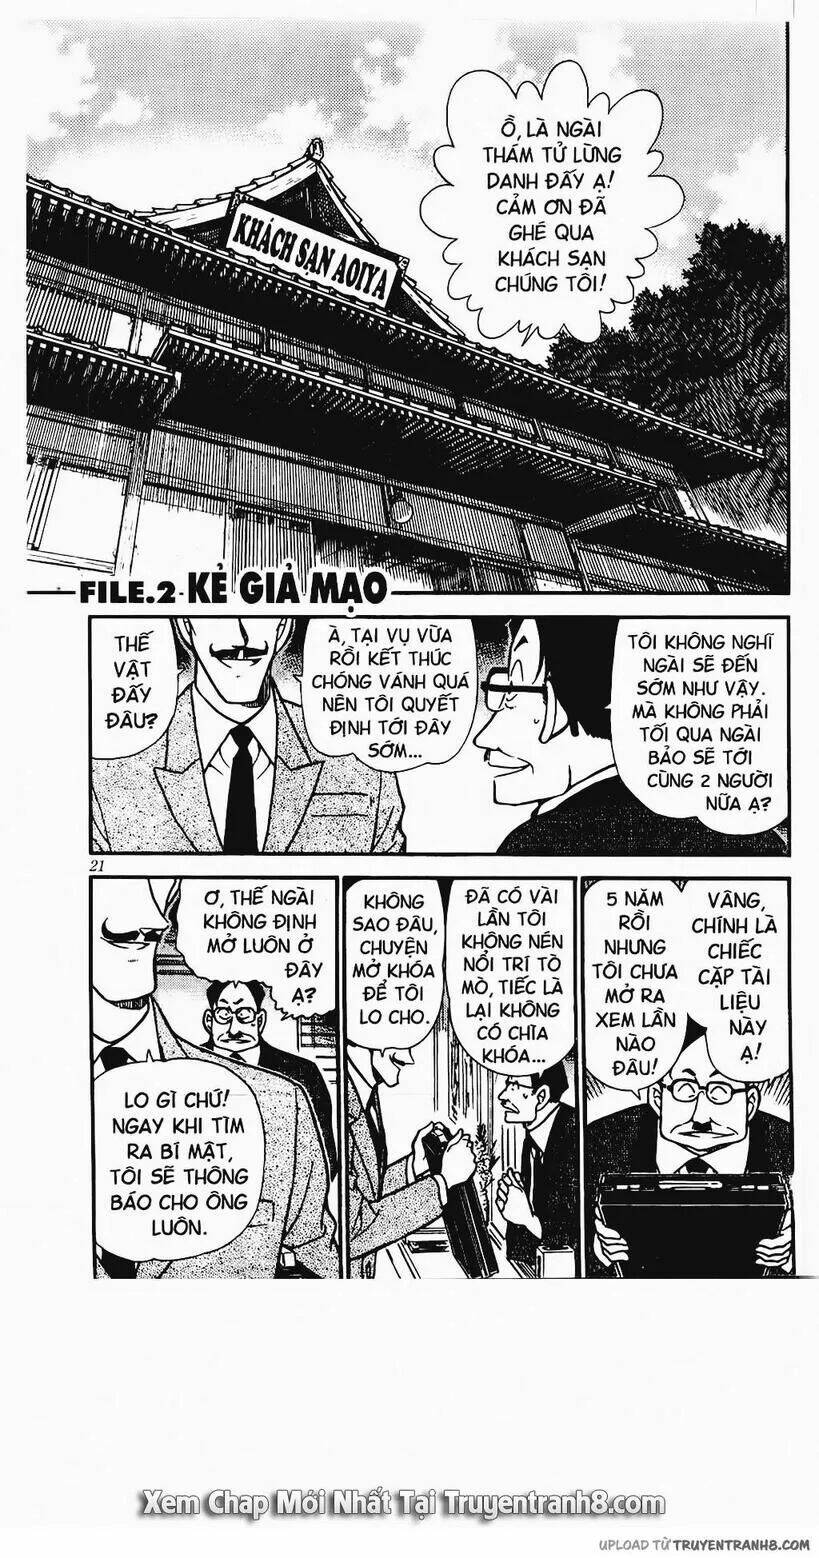 Ồ, LÀ NGÀI
THÁM TỬ LỪNG
DANH ĐẤY Ạ!
CẢM ƠN ĐÃ
GHÉ QUA
KHÁCH SẠN
CHÚNG TÔI!
KHÁCH SẠN AOIYA
FILE.2 KẺ GIẢ MẠO
TÔI KHÔNG NGHĨ
NGÀI SẼ ĐẾN
SỚM NHƯ VẬY.
MÀ KHÔNG PHẢI
TỐI QUA NGÀI
BẢO SẼ TỚI
CÙNG 2 NGƯỜI
NỮA Ạ?
À, TẠI VỤ VỪA
RỒI KẾT THÚC
CHÓNG VÁNH QUÁ
NÊN TÔI QUYẾT
ĐỊNH TỚI ĐÂY
SỚM...
THẾ
VẬT
ĐẤY
ĐÂU?
21
VÂNG,
CHÍNH LÀ
CHIẾC
CẶP TÀI
LIỆU
NÀY
Ạ!
5 NĂM
RỒI
NHƯNG
TÔI CHƯA
MỞ RA
XEM LẦN
NÀO
ĐÂU!
ĐÃ CÓ VÀI
LẦN TÔI
KHÔNG NÉN
NỔI TRÍ TÒ
MÒ, TIẾC LÀ
LẠI KHÔNG
CÓ CHÌA
KHÓA...
KHÔNG
SAO ĐÂU,
CHUYỆN
MỞ KHÓA
ĐỂ TÔI
LO CHO.
Ơ, THẾ NGÀI
KHÔNG ĐỊNH
MỞ LUÔN Ở
ĐÂY
Ạ?
LO GÌ CHỨ!
NGAY KHI TÌM
RA BÍ MẬT,
TÔI SẼ THÔNG
BÁO CHO ÔNG
LUÔN.
Xem Chap Mới Nhất Tại Truyentranh8.com
UPLOAD TỪ TRUYENTRANH8.COM